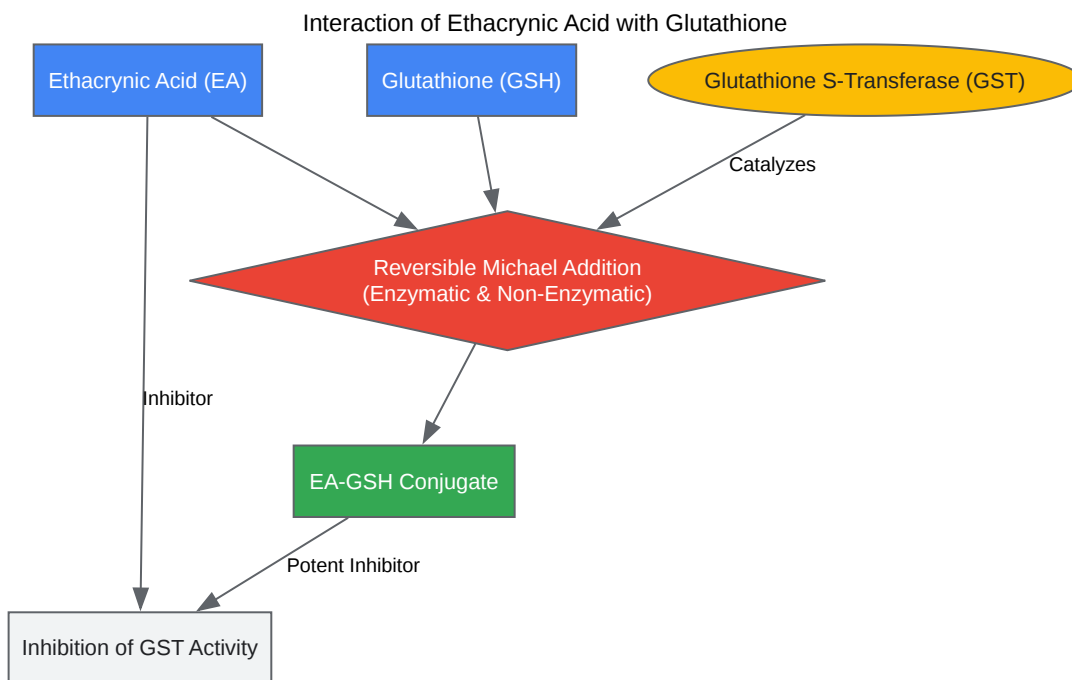 Interaction of Ethacrynic Acid with Glutathione
Ethacrynic Acid (EA)
Glutathione (GSH)
Glutathione S-Transferase (GST)
Catalyzes
Reversible Michael Addition
(Enzymatic & Non-Enzymatic)
Inhibitor
EA-GSH Conjugate
Potent Inhibitor
Inhibition of GST Activity